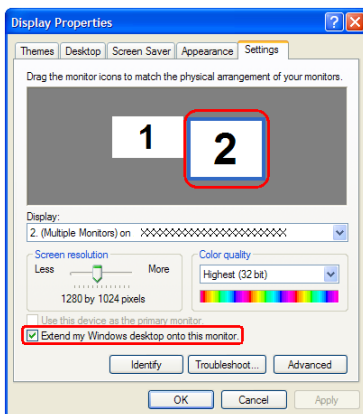 Display Properties
Themes Desktop Screen Saver Appearance Settings
Drag the monitor icons to match the physical arrangement of your monitors.
1 2
Display:
2. (Multiple Monitors) on XXXXXXXXXXXXXXXXXXXXXXX
Screen resolution Color quality
Less More Highest (32 bit)
1280 by 1024 pixels
Use this device as the primary monitor.
Extend my Windows desktop onto this monitor.
Identify Troubleshoot... Advanced
OK Cancel Apply